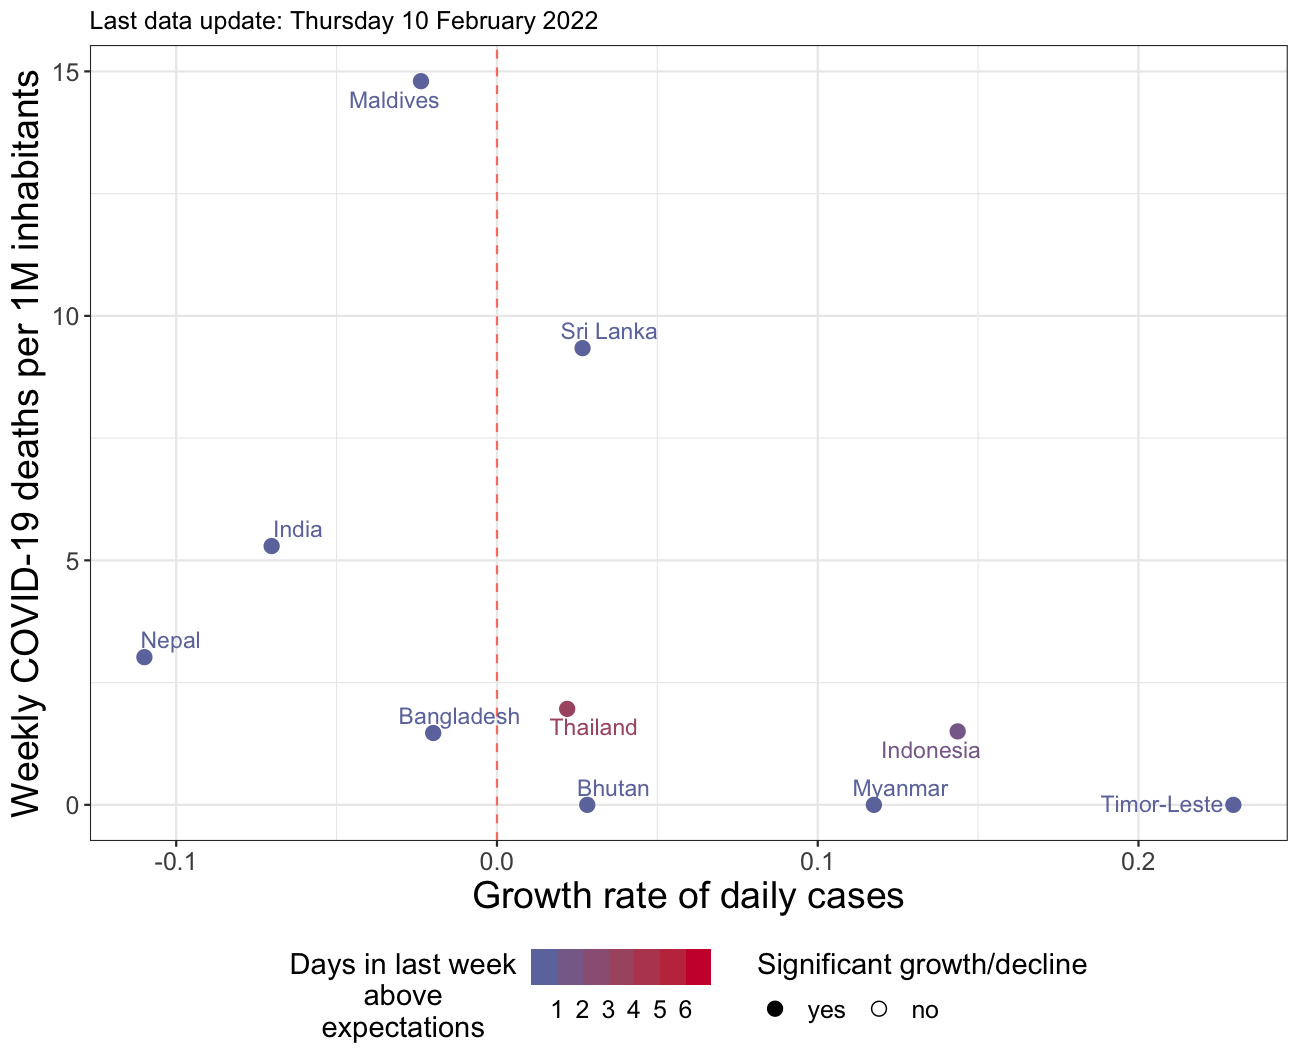 Last data update: Thursday 10 February 2022
Weekly COVID-19 deaths per 1M inhabitants
15
10
5
0
Maldives
Sri Lanka
India
Nepal
Bangladesh
Thailand
Indonesia
Bhutan
Myanmar
Timor-Leste
-0.1
0.0
0.1
0.2
Growth rate of daily cases
Days in last week
above
expectations
1 2 3 4 5 6
Significant growth/decline
yes no